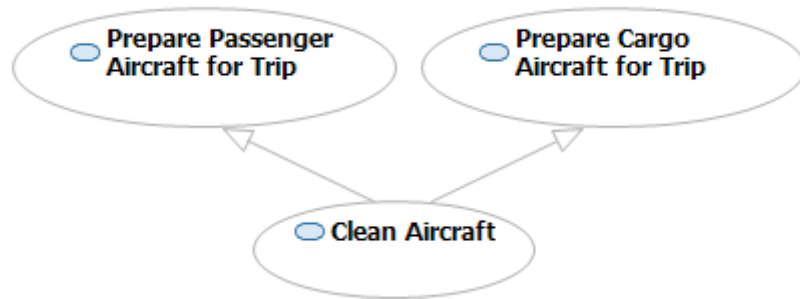 Prepare Passenger
Aircraft for Trip
Prepare Cargo
Aircraft for Trip
Clean Aircraft